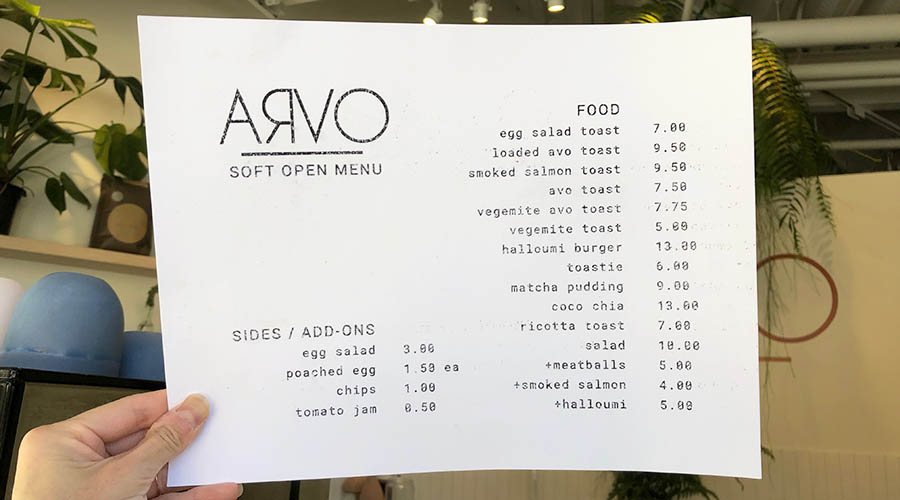 ARVO
SOFT OPEN MENU
SIDES / ADD-ONS
egg salad 3.00
poached egg 1.50 ea
chips 1.00
tomato jam 0.50
FOOD
egg salad toast 7.00
loaded avo toast 9.50
smoked salmon toast 9.50
avo toast 7.50
vegemite avo toast 7.75
vegemite toast 5.00
halloumi burger 13.00
toastie 6.00
matcha pudding 9.00
coco chia 13.00
ricotta toast 7.00
salad 10.00
+meatballs 5.00
+smoked salmon 4.00
+halloumi 5.00